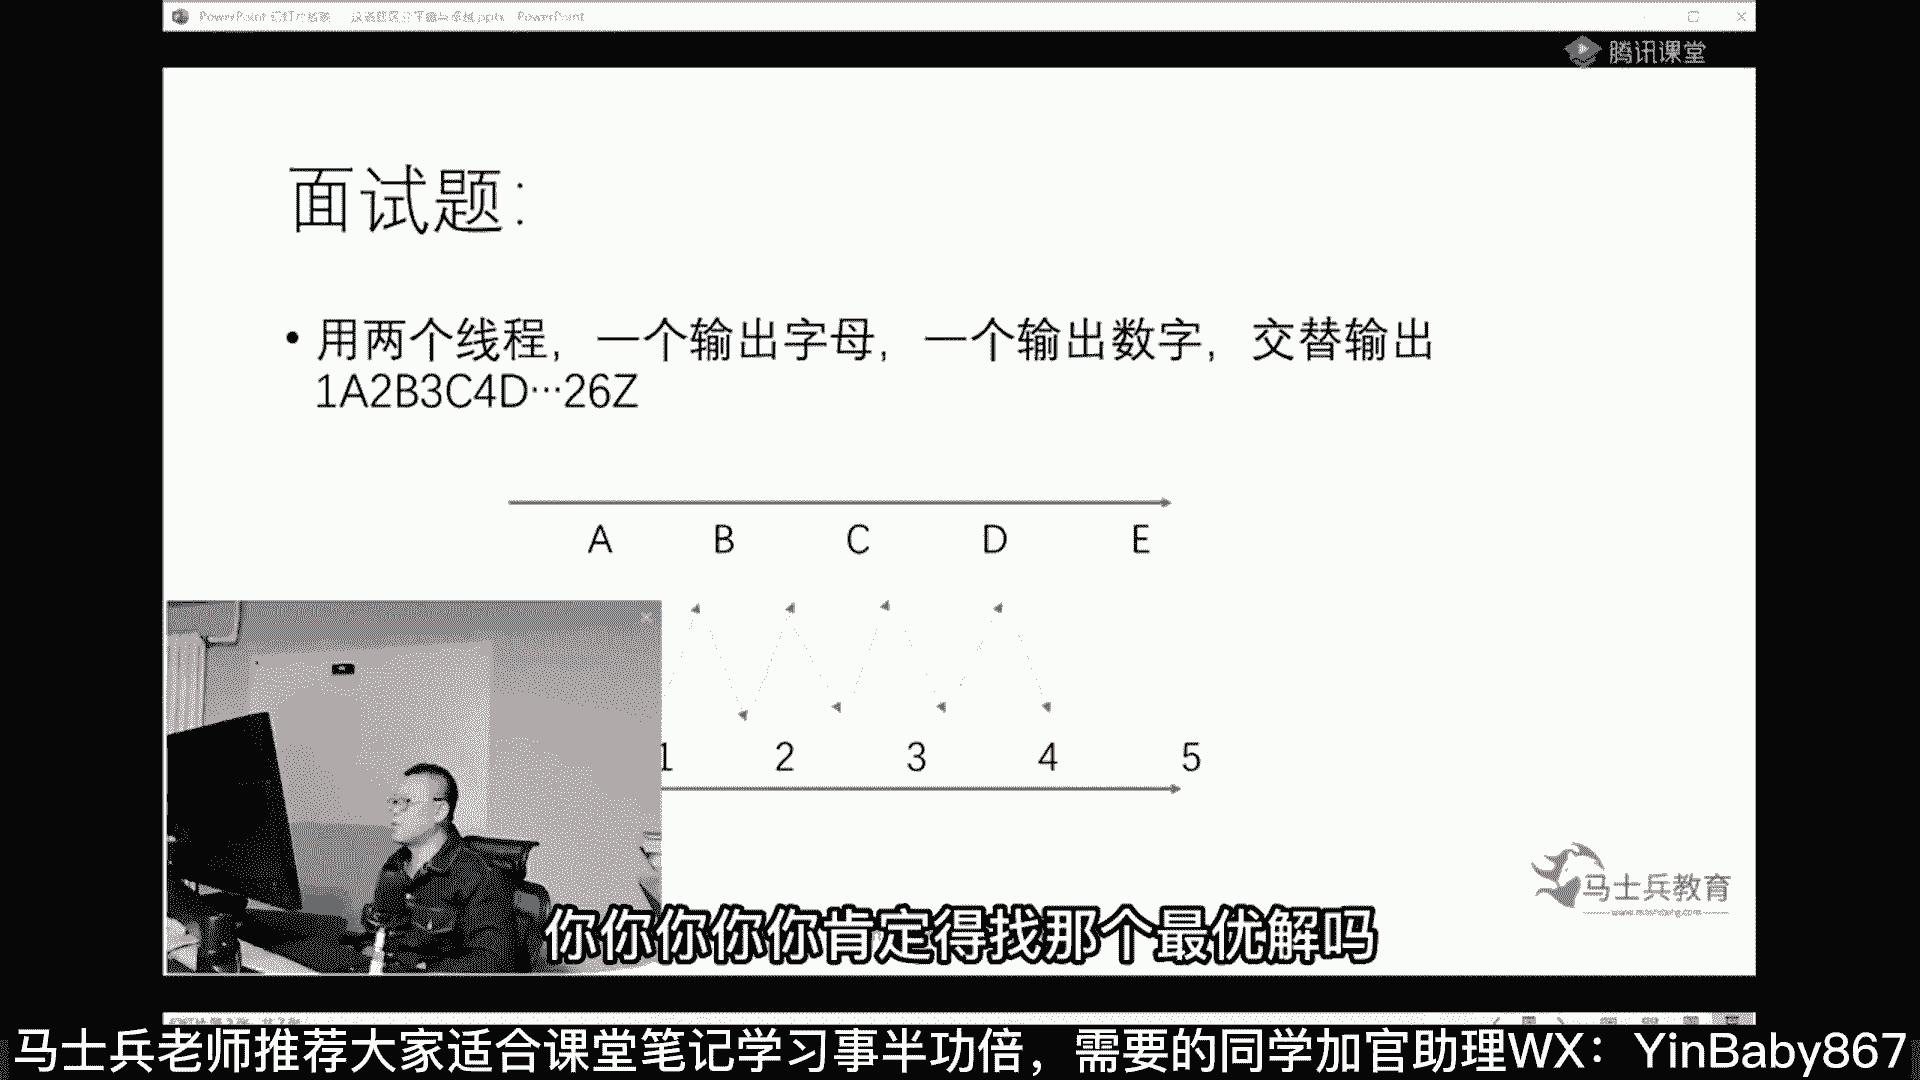 PowerPoint
.pptx - PowerPoint
腾讯课堂
面试题:
• 用两个线程，一个输出字母，一个输出数字，交替输出
1A2B3C4D…26Z
A B C D E
1 2 3 4 5
马士兵教育
www.mashibing.com
你你你你你肯定得找那个最优解吗
马士兵老师推荐大家适合课堂笔记学习事半功倍，需要的同学加官助理WX：YinBaby867